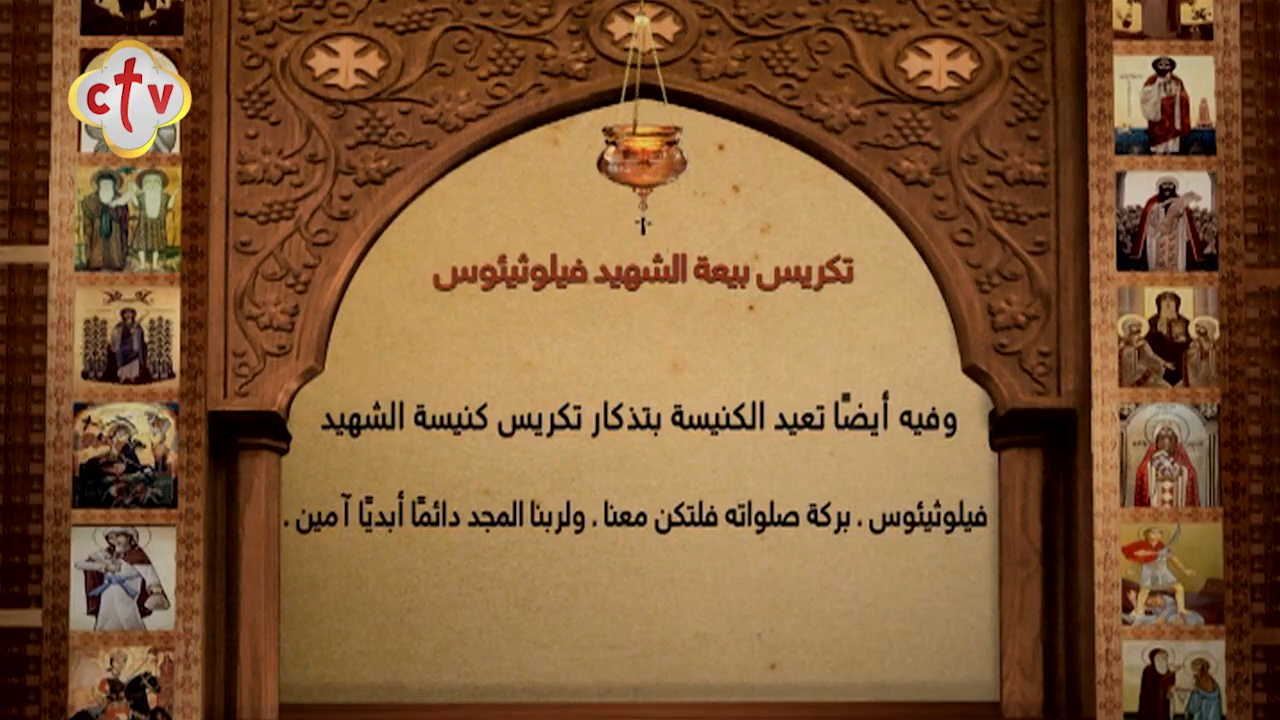 ctv
تكريس بيعة الشهيد فيلوثيئوس
وفيه أيضًا تعيد الكنيسة بتذكار تكريس كنيسة الشهيد
فيلوثيئوس . بركة صلواته فلتكن معنا . ولربنا المجد دائمًا أبديًا آمين .